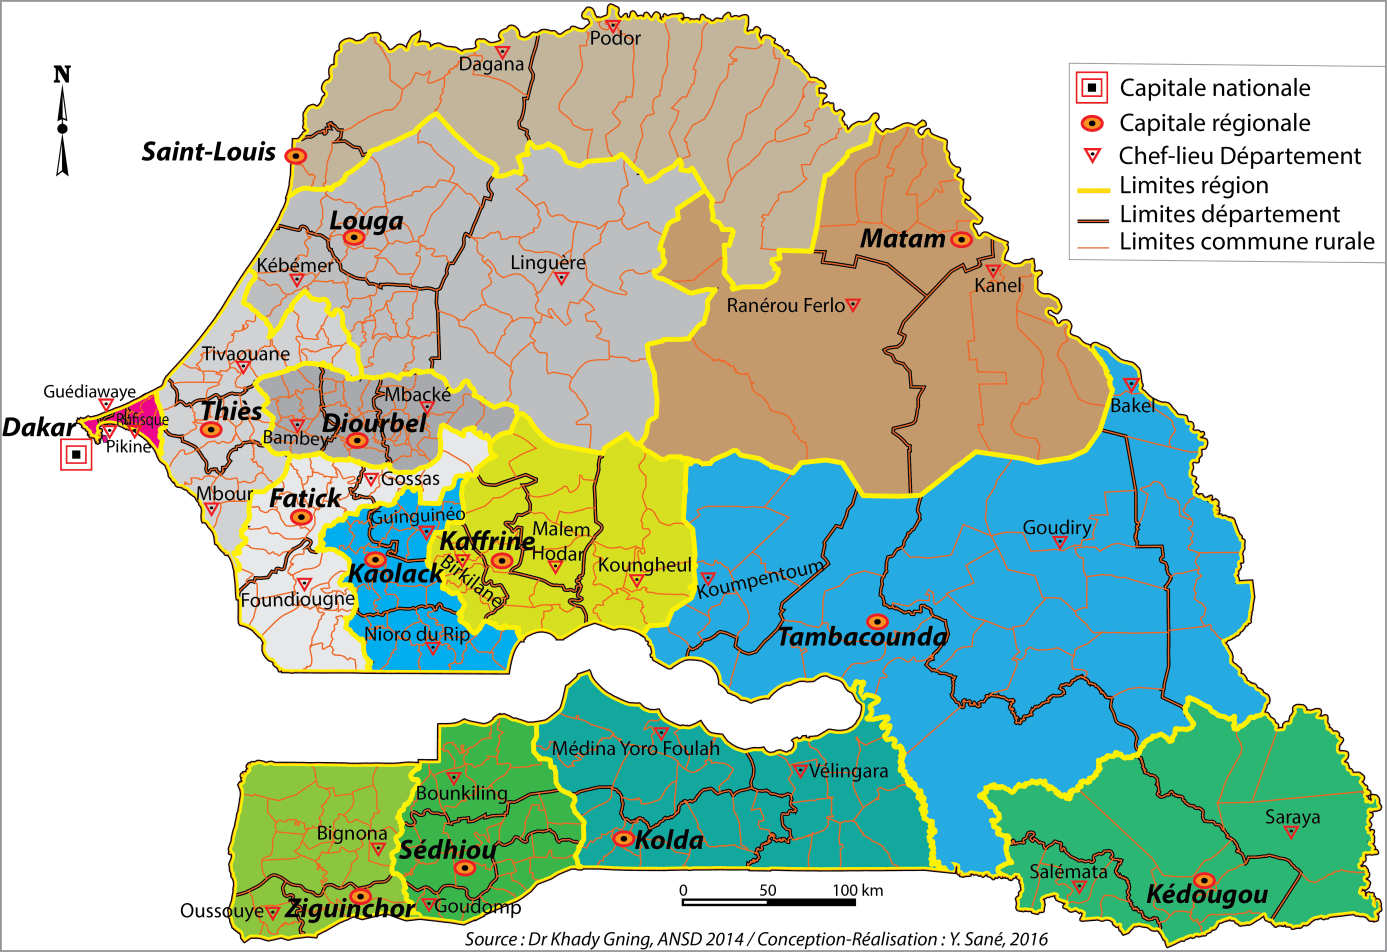 N
Podor
Dagana
Capitale nationale
Capitale régionale
Chef-lieu Département
Limites région
Limites département
Limites commune rurale
Saint-Louis
Louga
Matam
Kébémer
Linguère
Kanel
Ranérou Ferlo
Tivaouane
Guédiawaye
Mbacké
Bakel
Dakar
Rufisque
Thiès
Diourbel
Bambey
Pikine
Gossas
Mbour
Fatick
Guinguinéo
Kaffrine
Malem
Hodar
Goudiry
Koungheul
Kaolack
Birkilane
Koumpentoum
Foundiougne
Nioro du Rip
Tambacounda
Médina Yoro Foulah
Vélingara
Bounkiling
Saraya
Bignona
Sédhiou
Kolda
Salémata
Kédougou
0 50 100 km
Oussouye
Ziguinchor
Goudomp
Source : Dr Khady Gning, ANSD 2014 / Conception-Réalisation : Y. Sané, 2016